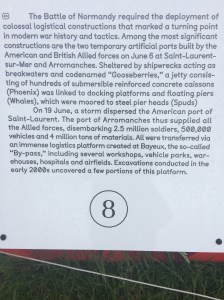 The Battle of Normandy required the deployment of
colossal logistical constructions that marked a turning point
in modern war history and tactics. Among the most significant
constructions are the two temporary artificial ports built by the
American and British Allied forces on June 6 at Saint-Laurent-
sur-Mer and Arromanches. Sheltered by shipwrecks acting as
breakwaters and codenamed "Gooseberries," a jetty consis-
ting of hundreds of submersible reinforced concrete caissons
(Phoenix) was linked to docking platforms and floating piers
(Whales), which were moored to steel pier heads (Spuds)
On 19 June, a storm dispersed the American port of
Saint-Laurent. The port of Arromanches thus supplied all
the Allied forces, disembarking 2.5 million soldiers, 500,000
vehicles and 4 million tons of materials. All were transferred via
an immense logistics platform created at Bayeux, the so-called
"By-pass," including several workshops, vehicle parks, war-
ehouses, hospitals and airfields. Excavations conducted in the
early 2000s uncovered a few portions of this platform.
8